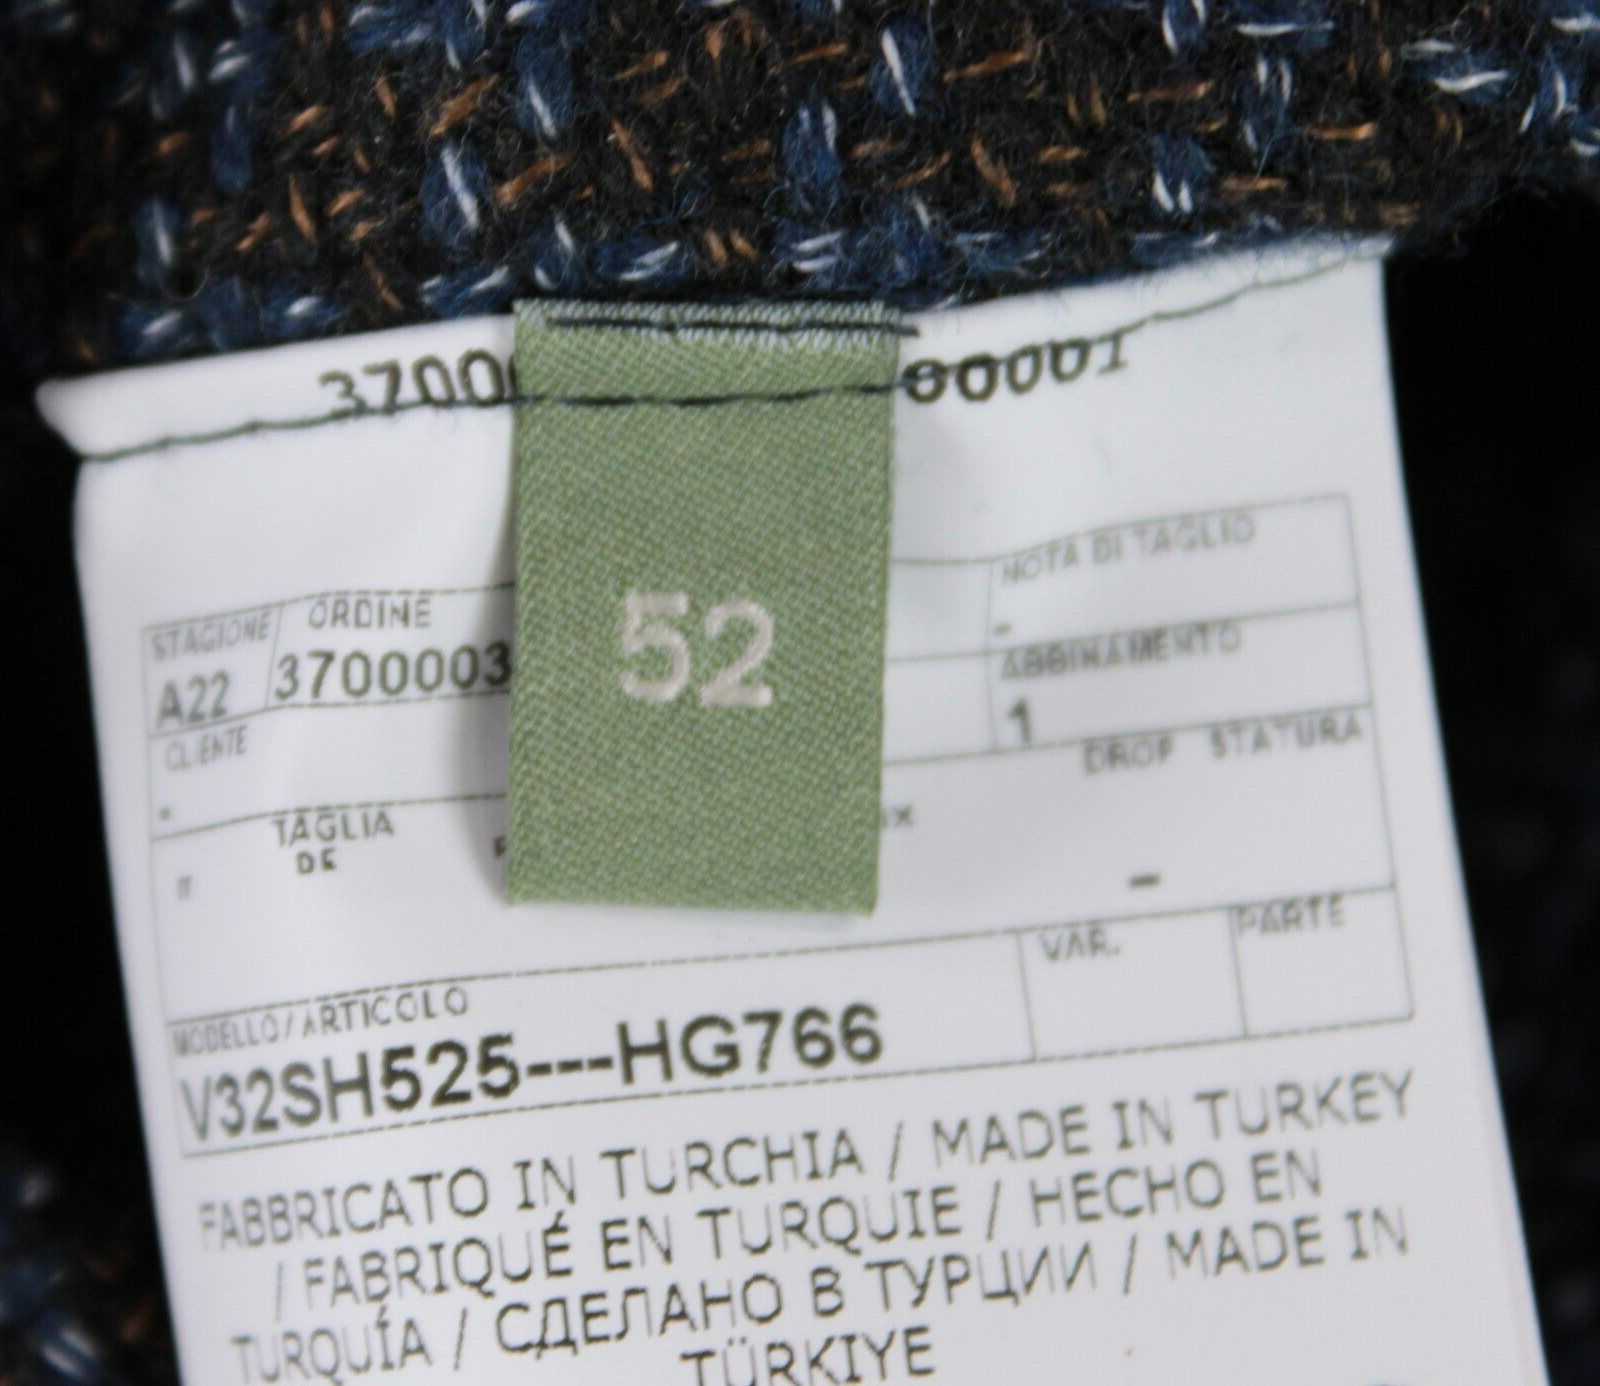 3700 00001
52
STAGIONE ORDINE NOTA DI TAGLIO
A22 3700003 -
ABBINAMENTO
1
CLIENTE DROP STATURA
-
TAGLIA
DE
IT -
MODELLO/ARTICOLO VAR. PARTE
V32SH525---HG766
FABBRICATO IN TURCHIA / MADE IN TURKEY
/ FABRIQUÉ EN TURQUIE / HECHO EN
TURQUÍA / СДЕЛАНО В ТУРЦИИ / MADE IN
TÜRKIYE